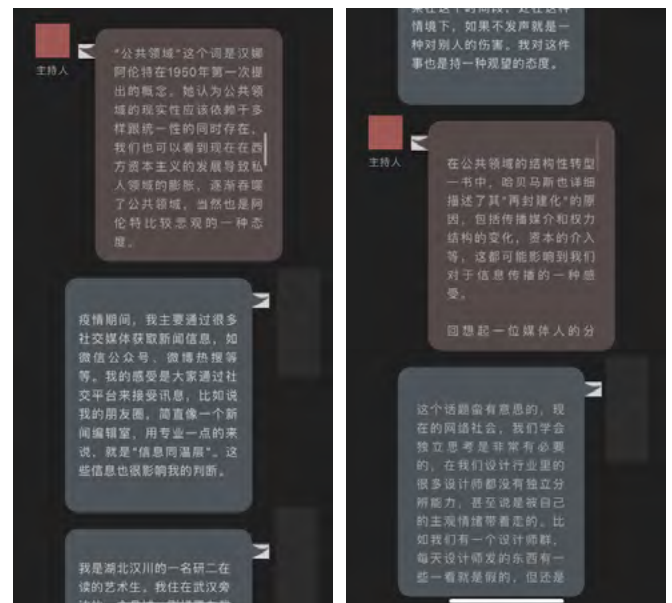 主持人
“公共领域”这个词是汉娜
阿伦特在1950年第一次提
出的概念。她认为公共领
域的现实性应该依赖于多
样跟统一性的同时存在，
我们也可以看到现在在西
方资本主义的发展导致私
人领域的膨胀，逐渐吞噬
了公共领域，当然也是阿
伦特比较悲观的一种态
度。
疫情期间，我主要通过很多
社交媒体获取新闻信息，如
微信公众号，微博热搜等
等。我的感受是大家通过社
交平台来接受讯息，比如说
我的朋友圈，简直像一个新
闻编辑室，用专业一点的来
说，就是“信息同温层”。这
些信息也很影响我的判断。
我是湖北汉川的一名研二在
读的艺术生。我住在武汉旁
情境下，如果不发声就是一
种对别人的伤害。我对这件
事也是持一种观望的态度。
主持人
在公共领域的结构性转型
一书中，哈贝马斯也详细
描述了其“再封建化”的原
因，包括传播媒介和权力
结构的变化，资本的介入
等，这都可能影响到我们
对于信息传播的一种感
受。
回想起一位媒体人的分
这个话题蛮有意思的，现
在的网络社会，我们学会
独立思考是非常有必要
的，在我们设计行业里的
很多设计师都没有独立分
辨能力，甚至说是被自己
的主观情绪带着走的。比
如我们有一个设计师群，
每天设计师发的东西有一
些一看就是假的，但还是